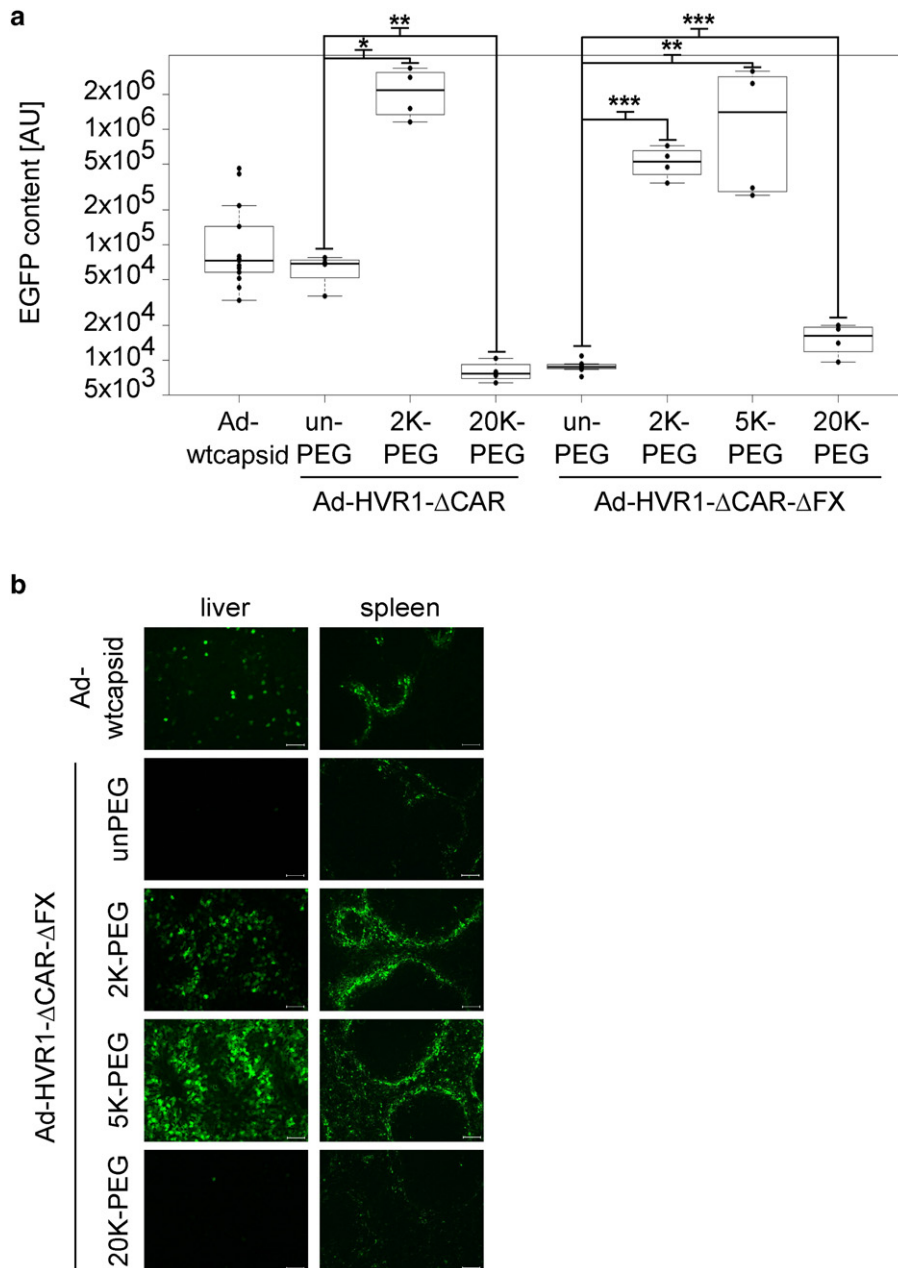 a
**
*
***
**
***
EGFP content [AU]
2x10⁶
1x10⁶
5x10⁵
2x10⁵
1x10⁵
5x10⁴
2x10⁴
1x10⁴
5x10³
Ad-
wtcapsid
un-
PEG
2K-
PEG
20K-
PEG
un-
PEG
2K-
PEG
5K-
PEG
20K-
PEG
Ad-HVR1-ΔCAR
Ad-HVR1-ΔCAR-ΔFX
b
liver
spleen
Ad-
wtcapsid
unPEG
2K-PEG
5K-PEG
20K-PEG
Ad-HVR1-ΔCAR-ΔFX